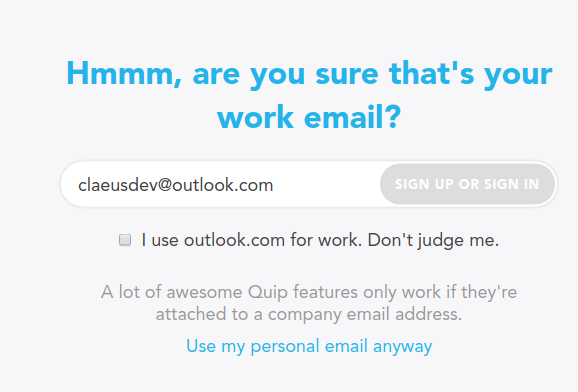 Hmmm, are you sure that's your
work email?
claeusdev@outlook.com
SIGN UP OR SIGN IN
I use outlook.com for work. Don't judge me.
A lot of awesome Quip features only work if they're
attached to a company email address.
Use my personal email anyway